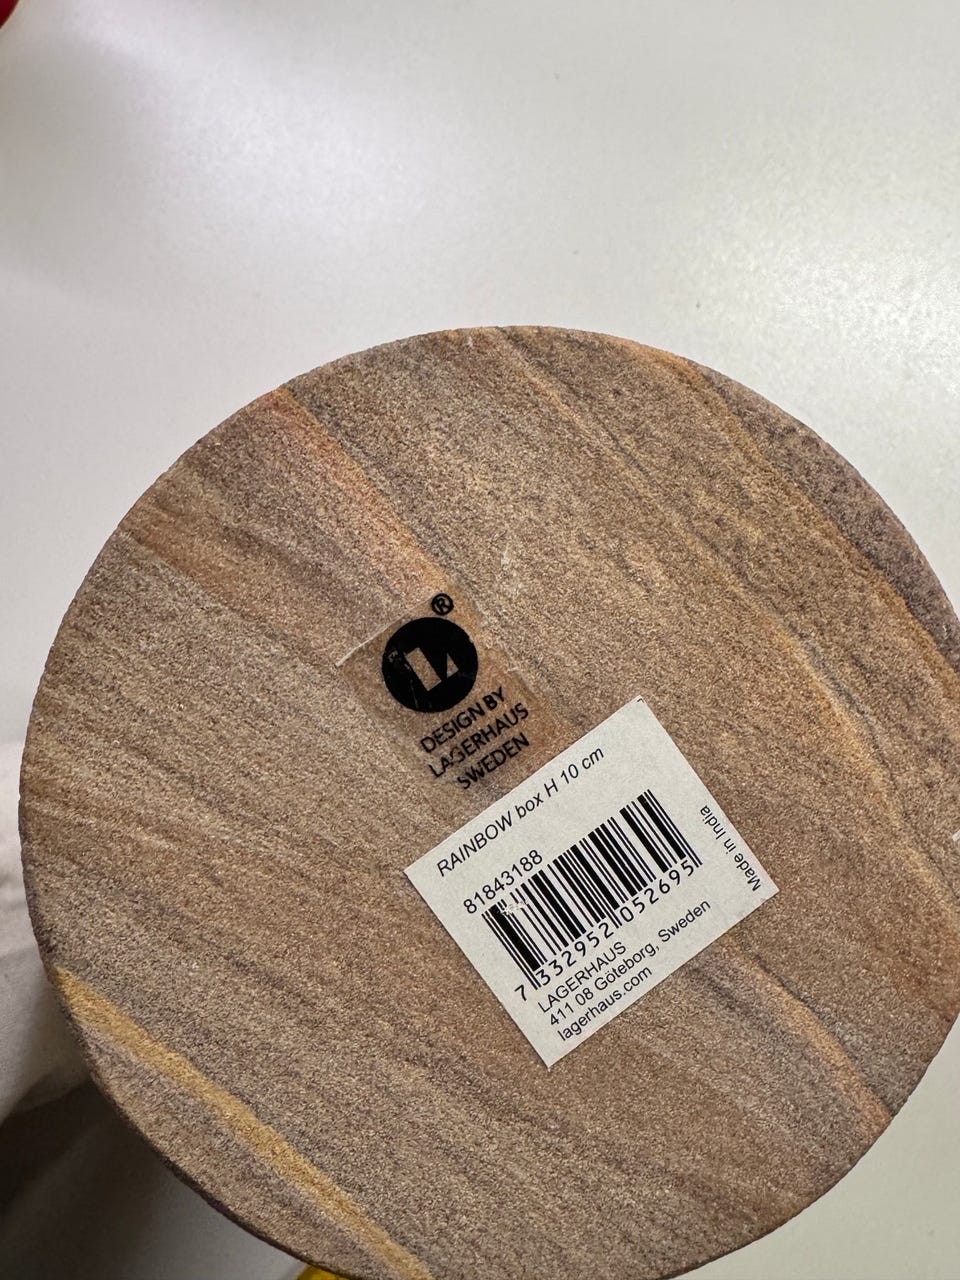 ®
L
DESIGN BY
LAGERHAUS
SWEDEN
RAINBOW box H 10 cm
81843188
7 332952 052695
LAGERHAUS
411 08 Göteborg, Sweden
lagerhaus.com
Made in India